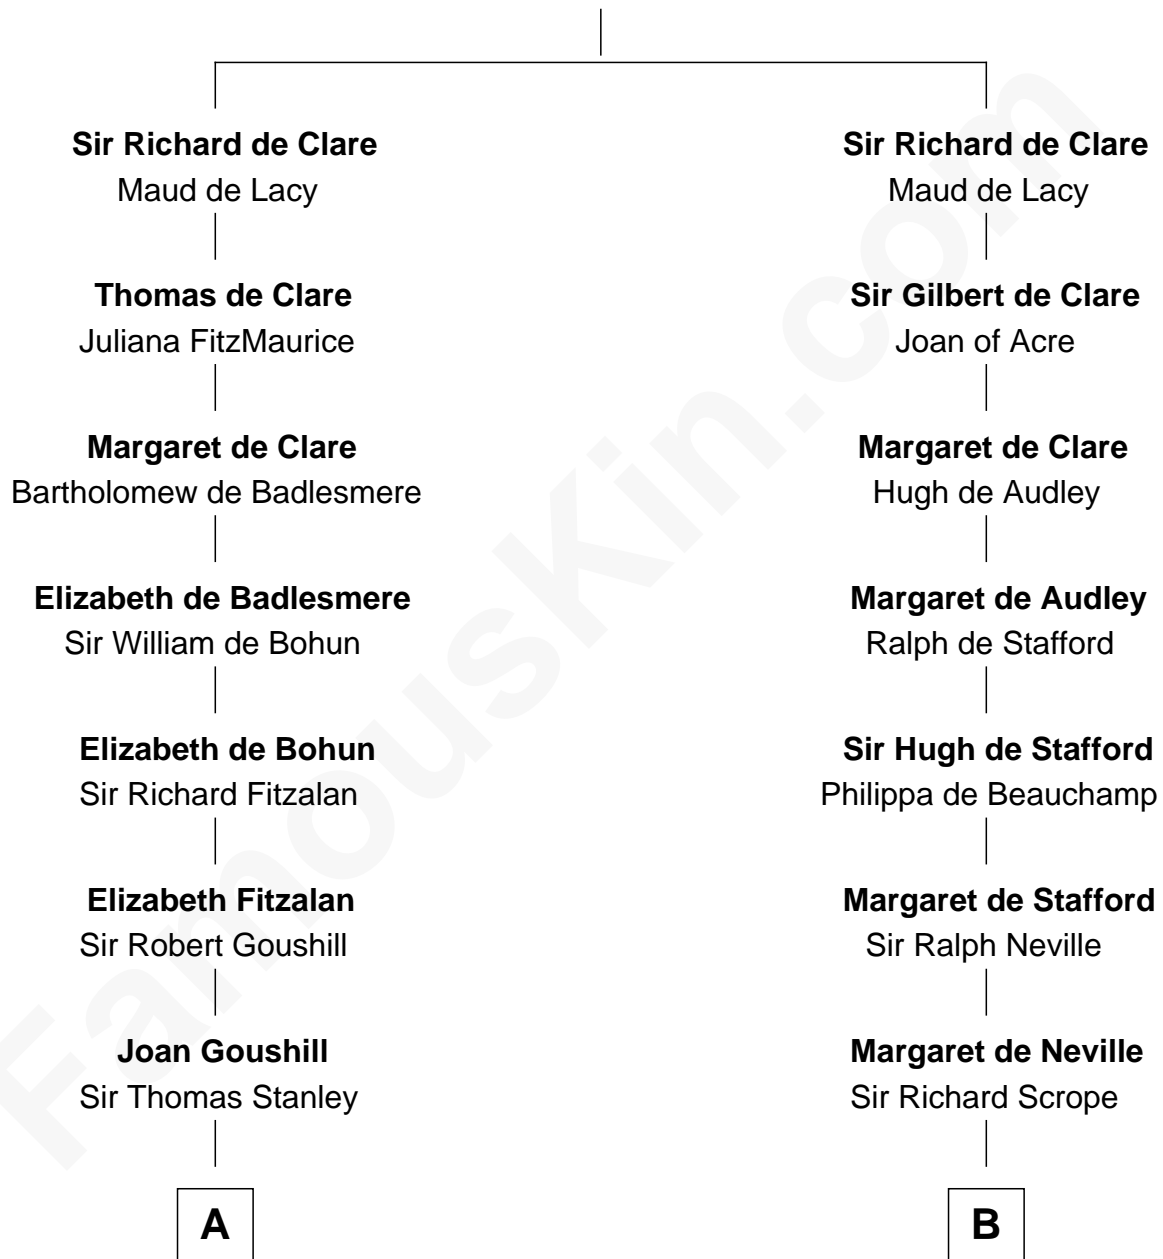 Sir Richard de Clare
Maud de Lacy
Thomas de Clare
Juliana FitzMaurice
Margaret de Clare
Bartholomew de Badlesmere
Elizabeth de Badlesmere
Sir William de Bohun
Elizabeth de Bohun
Sir Richard Fitzalan
Elizabeth Fitzalan
Sir Robert Goushill
Joan Goushill
Sir Thomas Stanley
A
Sir Richard de Clare
Maud de Lacy
Sir Gilbert de Clare
Joan of Acre
Margaret de Clare
Hugh de Audley
Margaret de Audley
Ralph de Stafford
Sir Hugh de Stafford
Philippa de Beauchamp
Margaret de Stafford
Sir Ralph Neville
Margaret de Neville
Sir Richard Scrope
B
FamousKin.com